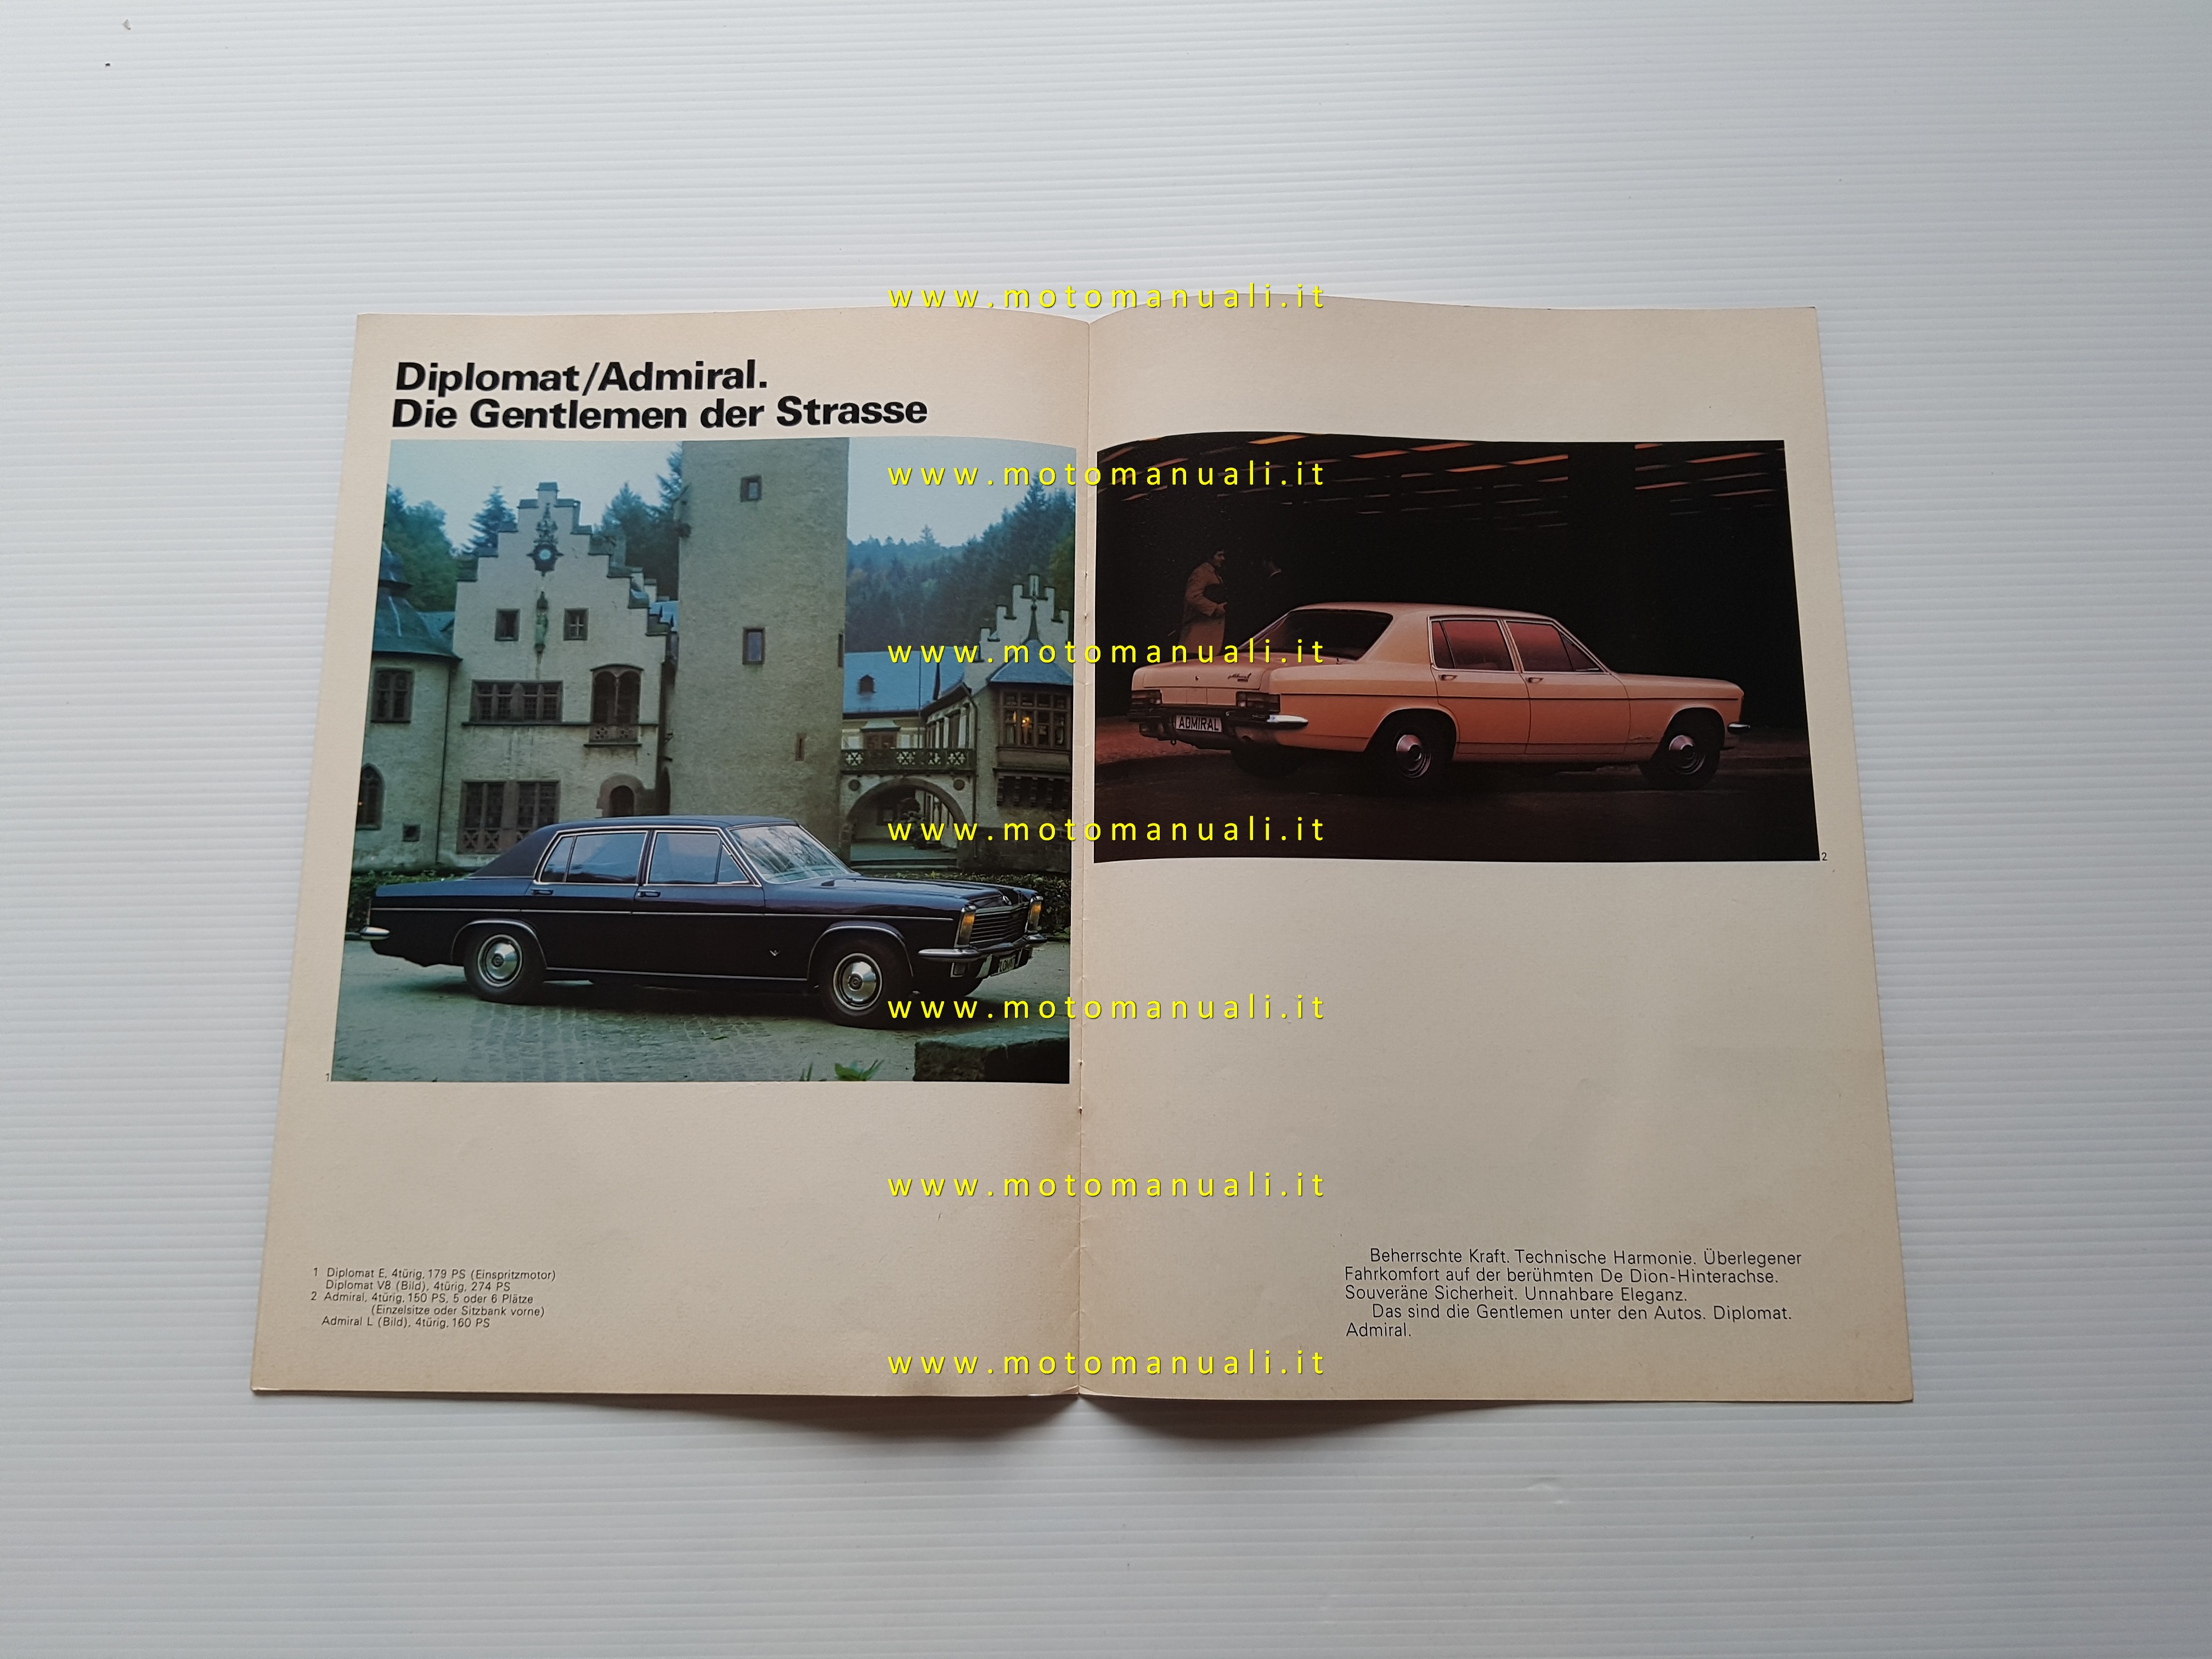 Diplomat/Admiral.
Die Gentlemen der Strasse
ADMIRAL
1
2
1 Diplomat E, 4türig, 179 PS (Einspritzmotor)
Diplomat V8 (Bild), 4türig, 274 PS
2 Admiral, 4türig, 150 PS, 5 oder 6 Plätze
(Einzelsitze oder Sitzbank vorne)
Admiral L (Bild), 4türig, 160 PS
Beherrschte Kraft. Technische Harmonie. Überlegener
Fahrkomfort auf der berühmten De Dion-Hinterachse.
Souveräne Sicherheit. Unnahbare Eleganz.
Das sind die Gentlemen unter den Autos. Diplomat.
Admiral.
www.motomanuali.it
www.motomanuali.it
www.motomanuali.it
www.motomanuali.it
www.motomanuali.it
www.motomanuali.it
www.motomanuali.it